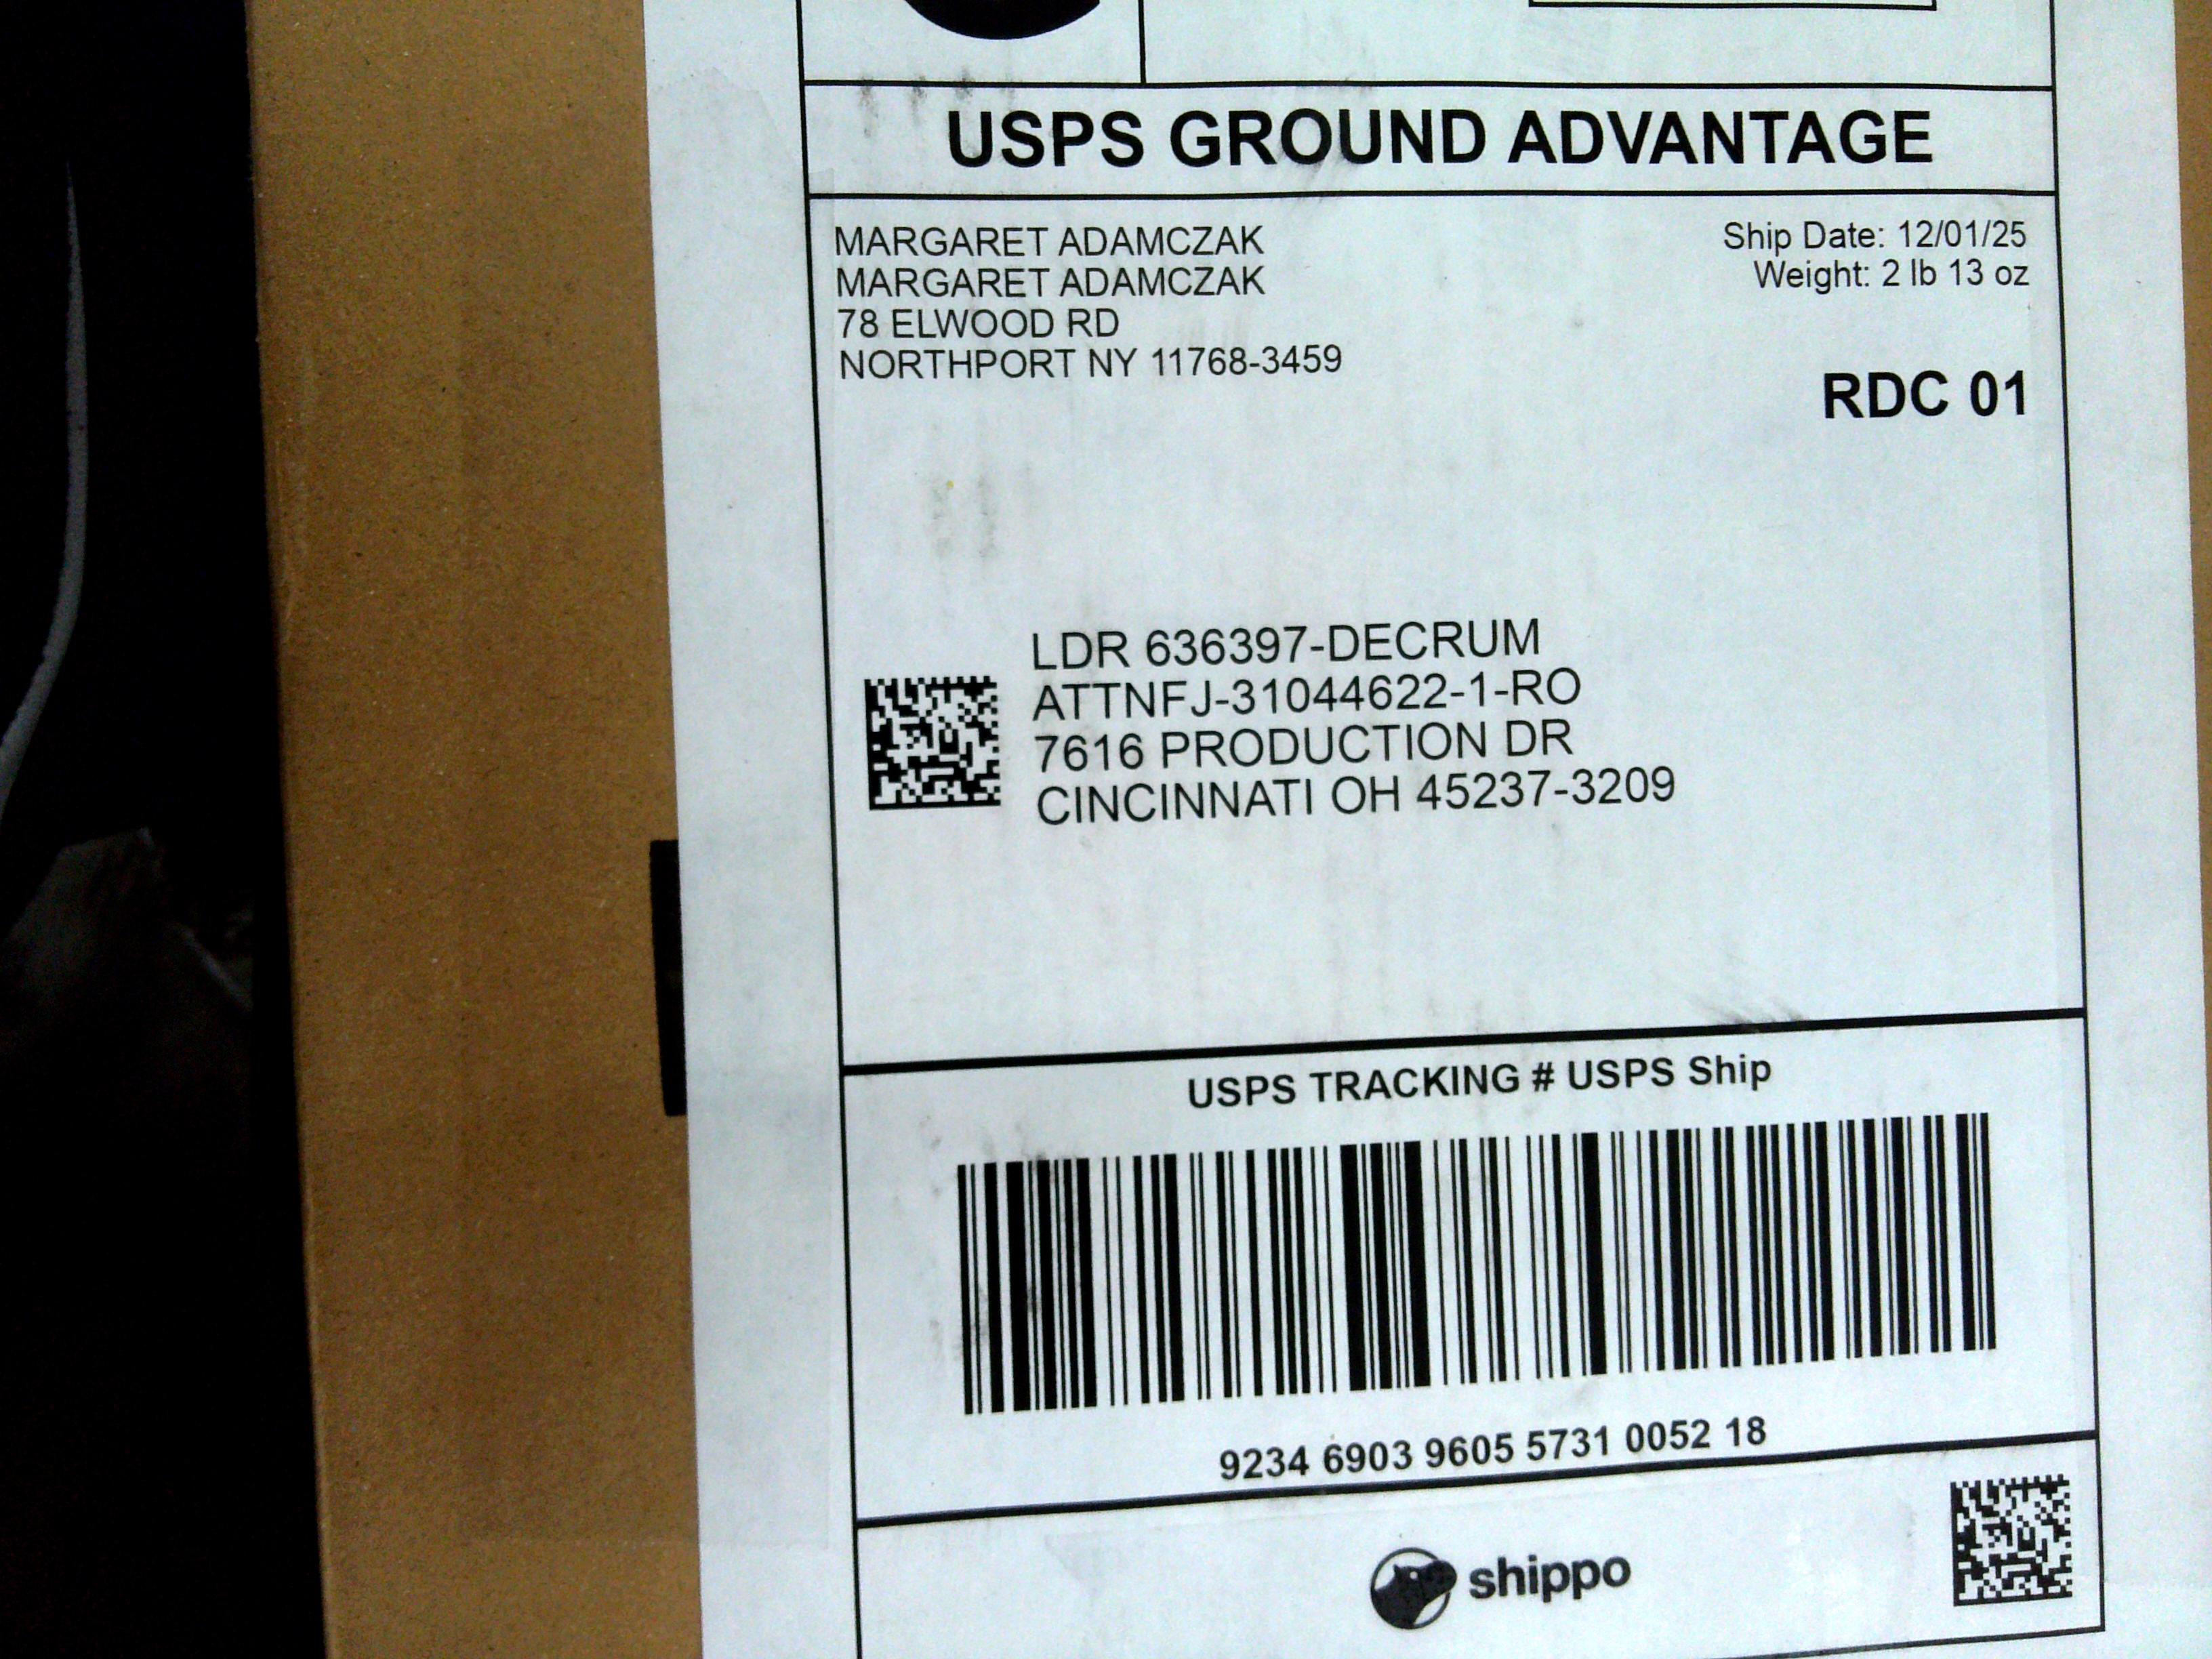 USPS GROUND ADVANTAGE
MARGARET ADAMCZAK
MARGARET ADAMCZAK
78 ELWOOD RD
NORTHPORT NY 11768-3459
Ship Date: 12/01/25
Weight: 2 lb 13 oz
RDC 01
LDR 636397-DECRUM
ATTNFJ-31044622-1-RO
7616 PRODUCTION DR
CINCINNATI OH 45237-3209
USPS TRACKING # USPS Ship
9234 6903 9605 5731 0052 18
shippo